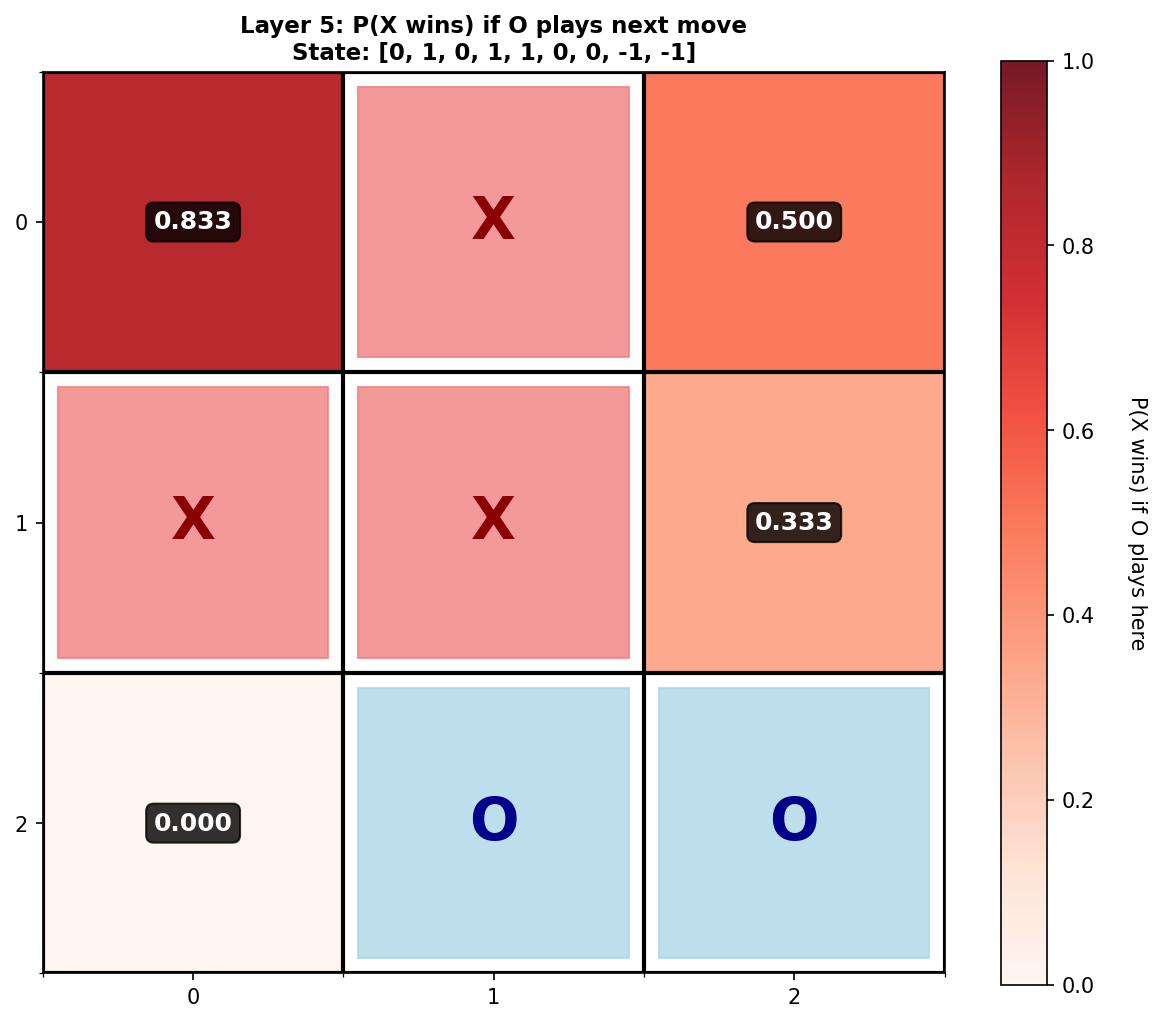 Layer 5: P(X wins) if O plays next move
State: [0, 1, 0, 1, 1, 0, 0, -1, -1]
0
0.833
X
0.500
1
X
X
0.333
2
0.000
O
O
0
1
2
1.0
0.8
0.6
0.4
0.2
0.0
P(X wins) if O plays here